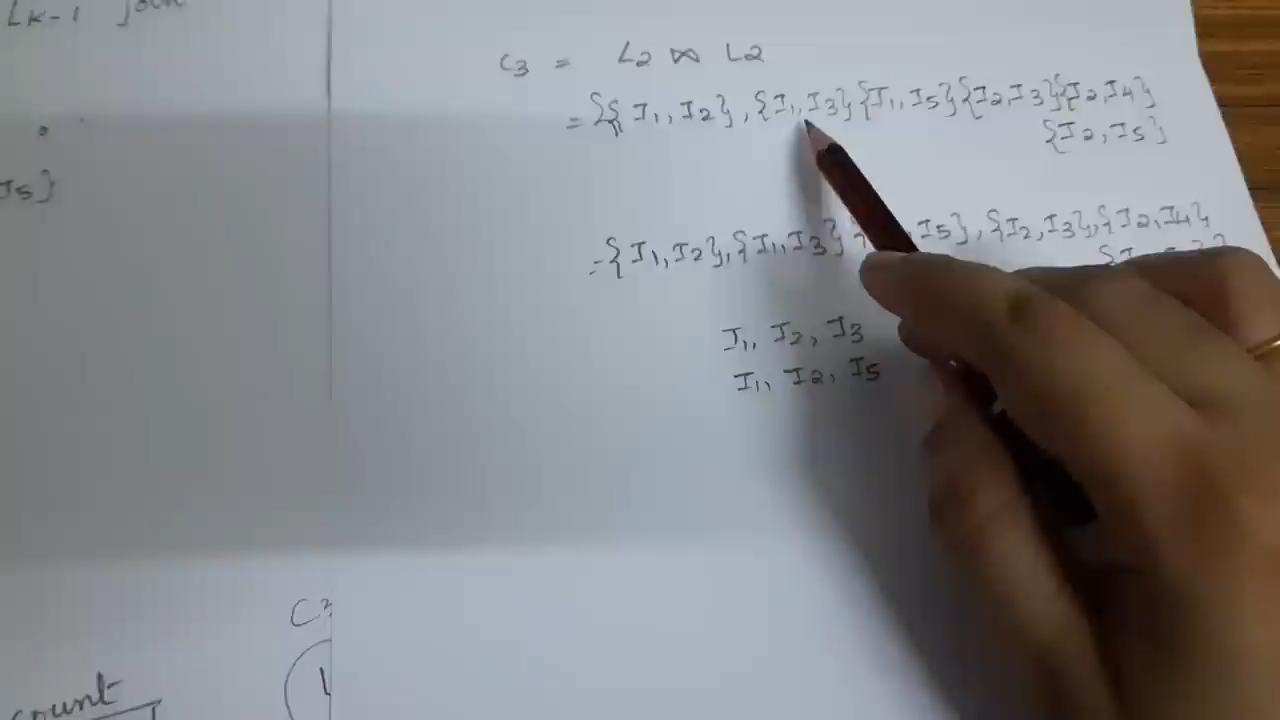 LK-1 join
C3 = L2 ⋈ L2
= {{ I1, I2}, {I1, I3} {I1, I5} {I2, I3} {I2, I4}
{I2, I5}
I5}
= { I1, I2}, {I1, I3} I5}, {I2, I3}, {I2, I4}
I1, I2, I3
I1, I2, I5
count